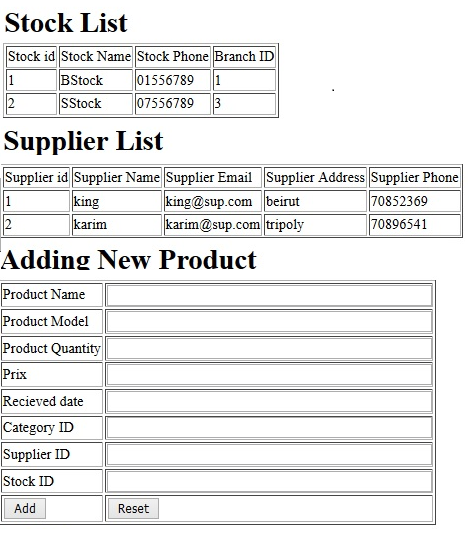 Stock List
Stock id Stock Name Stock Phone Branch ID
1 BStock 01556789 1
2 SStock 07556789 3
Supplier List
Supplier id Supplier Name Supplier Email Supplier Address Supplier Phone
1 king king@sup.com beirut 70852369
2 karim karim@sup.com tripoly 70896541
Adding New Product
Product Name
Product Model
Product Quantity
Prix
Recieved date
Category ID
Supplier ID
Stock ID
Add Reset